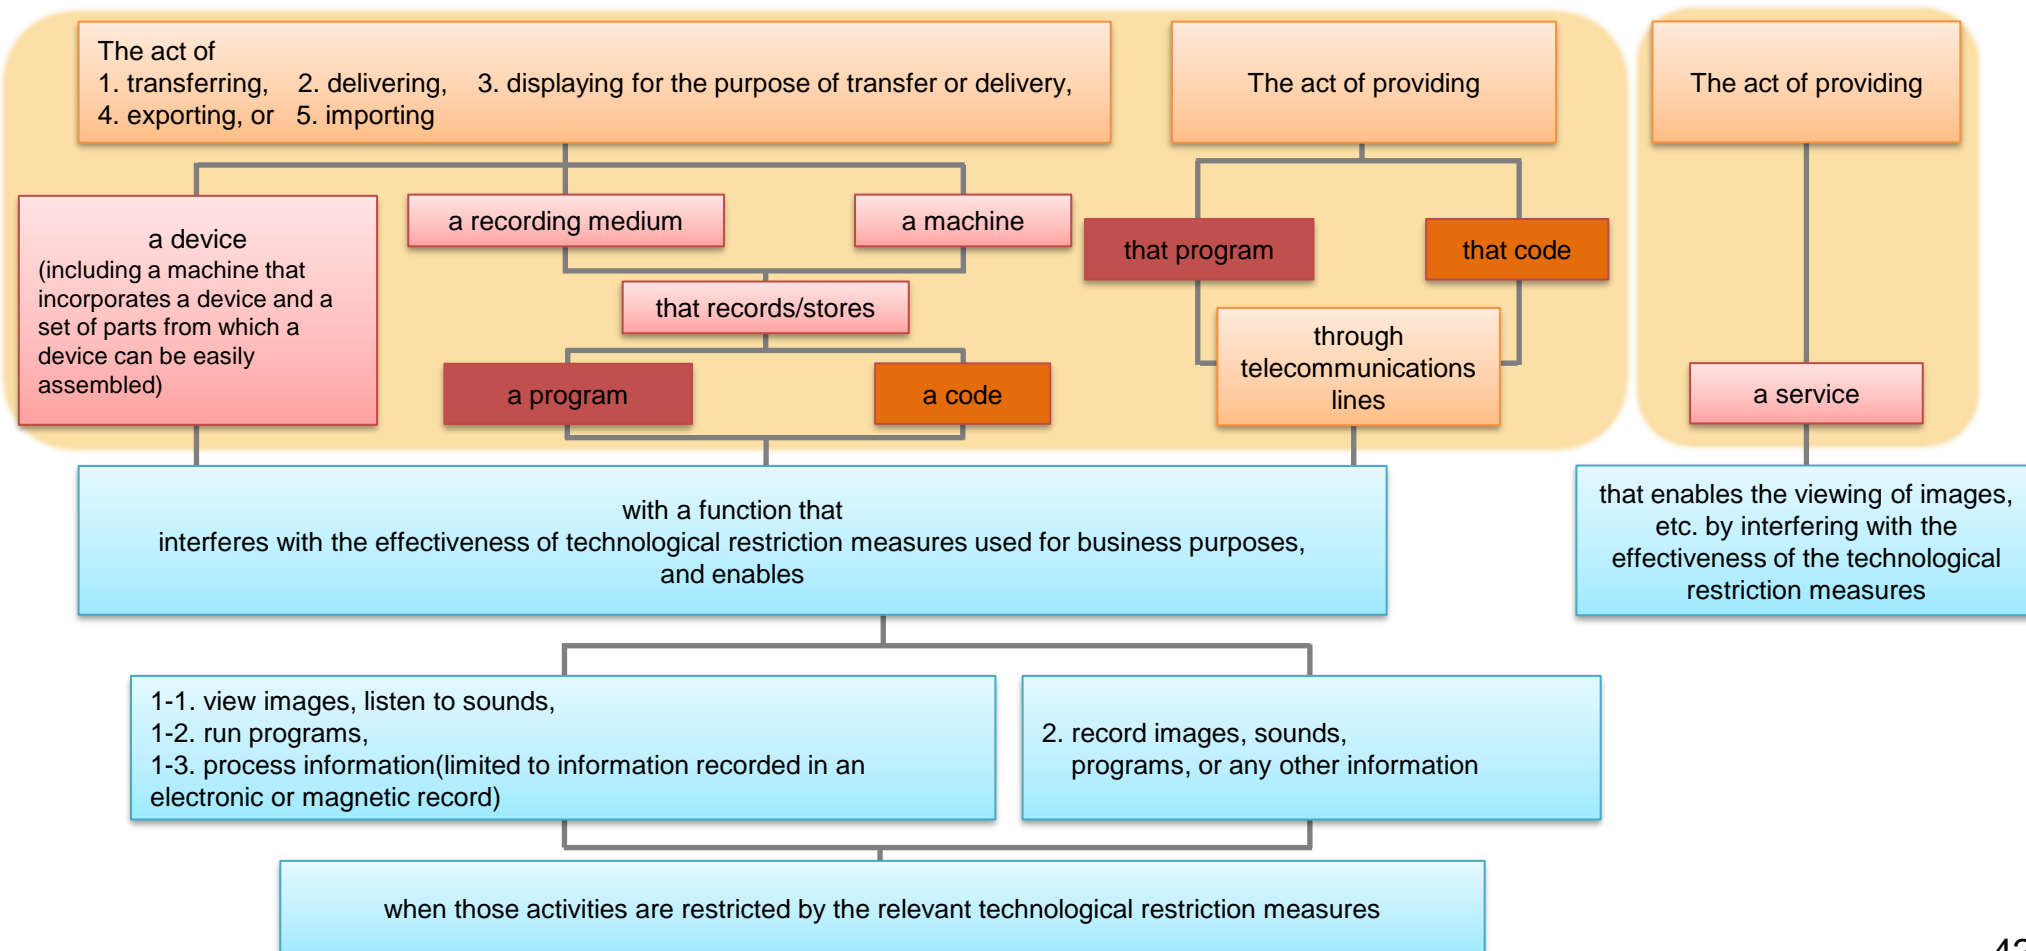 The act of
1. transferring, 2. delivering, 3. displaying for the purpose of transfer or delivery,
4. exporting, or 5. importing
The act of providing
The act of providing
a device
(including a machine that
incorporates a device and a
set of parts from which a
device can be easily
assembled)
a recording medium
a machine
that records/stores
a program
a code
that program
that code
through
telecommunications
lines
a service
with a function that
interferes with the effectiveness of technological restriction measures used for business purposes,
and enables
that enables the viewing of images,
etc. by interfering with the
effectiveness of the technological
restriction measures
1-1. view images, listen to sounds,
1-2. run programs,
1-3. process information(limited to information recorded in an
electronic or magnetic record)
2. record images, sounds,
programs, or any other information
when those activities are restricted by the relevant technological restriction measures